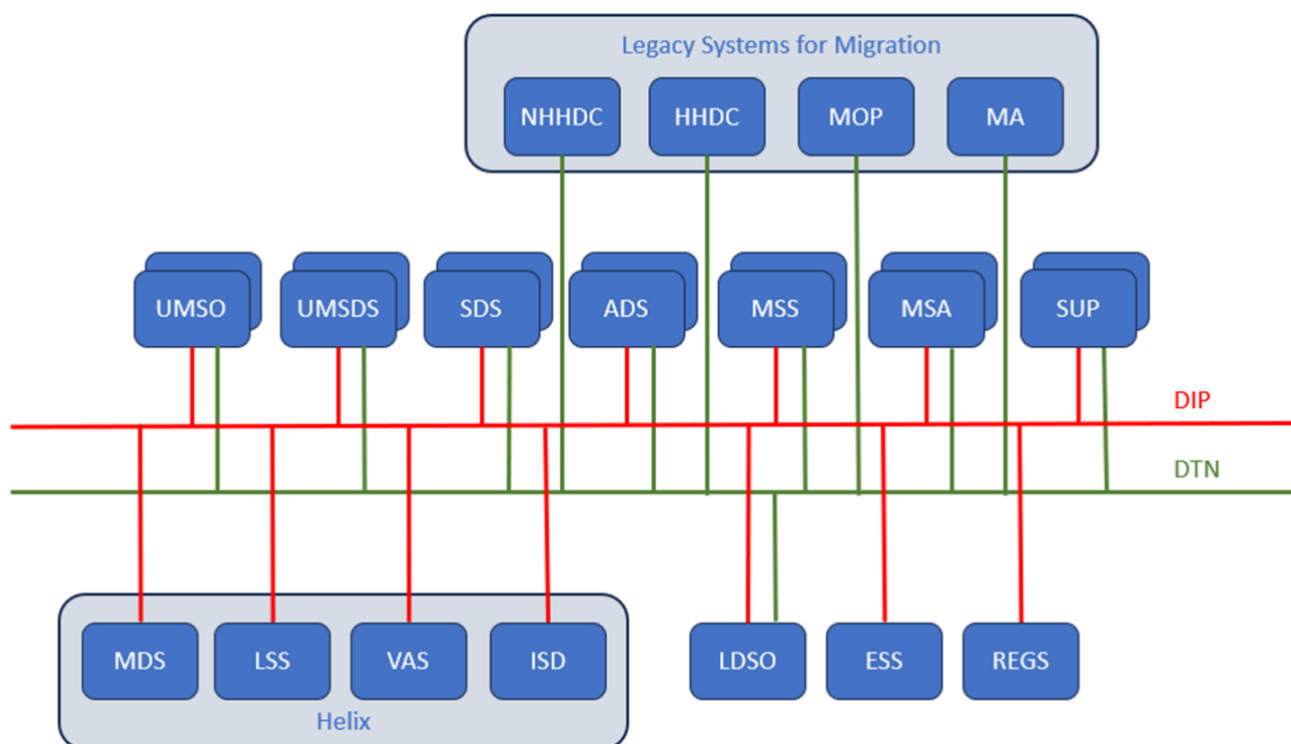 Legacy Systems for Migration
NHHDC HHDC MOP MA
UMSO UMSDS SDS ADS MSS MSA SUP
DIP
DTN
MDS LSS VAS ISD LDSO ESS REGS
Helix